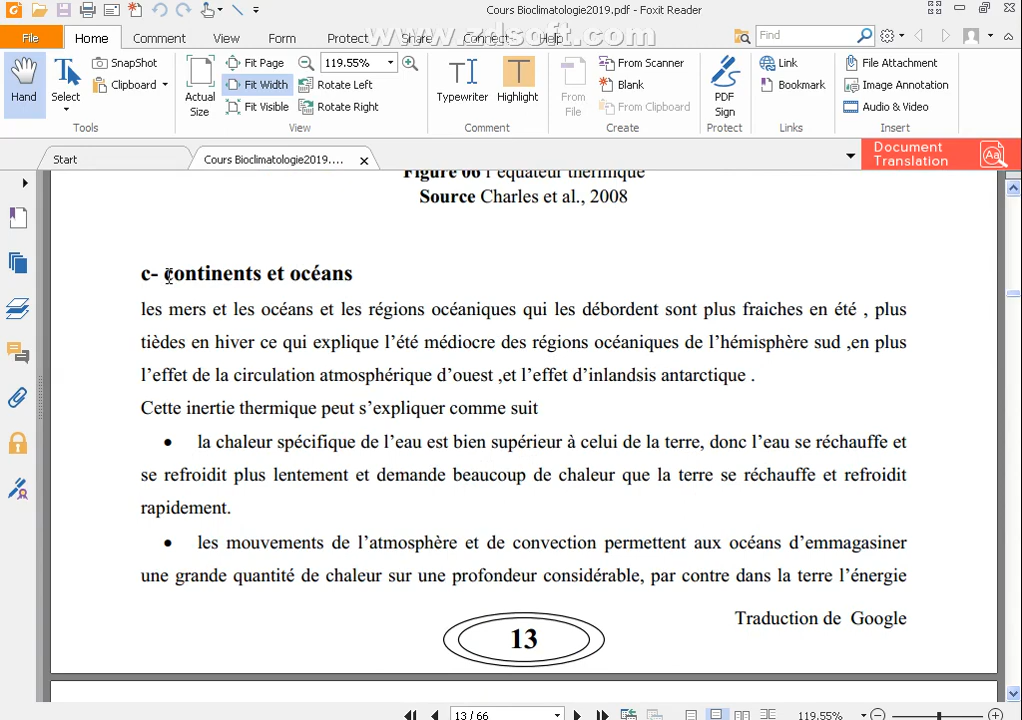 Cours Bioclimatologie2019.pdf - Foxit Reader
File Home Comment View Form Protect Share Connect Help Find
www.zdsoft.com
Hand Select SnapShot Clipboard Actual Size Fit Page Fit Width Fit Visible 119.55% Rotate Left Rotate Right Typewriter Highlight From File From Scanner Blank From Clipboard PDF Sign Link Bookmark File Attachment Image Annotation Audio & Video
Tools View Comment Create Protect Links Insert
Start Cours Bioclimatologie2019.... Document Translation
Figure 06 l'équateur thermique
Source Charles et al., 2008
c- continents et océans
les mers et les océans et les régions océaniques qui les débordent sont plus fraiches en été , plus
tièdes en hiver ce qui explique l'été médiocre des régions océaniques de l'hémisphère sud ,en plus
l'effet de la circulation atmosphérique d'ouest ,et l'effet d'inlandsis antarctique .
Cette inertie thermique peut s'expliquer comme suit
• la chaleur spécifique de l'eau est bien supérieur à celui de la terre, donc l'eau se réchauffe et
se refroidit plus lentement et demande beaucoup de chaleur que la terre se réchauffe et refroidit
rapidement.
• les mouvements de l'atmosphère et de convection permettent aux océans d'emmagasiner
une grande quantité de chaleur sur une profondeur considérable, par contre dans la terre l'énergie
Traduction de Google
13
13 / 66 119.55%